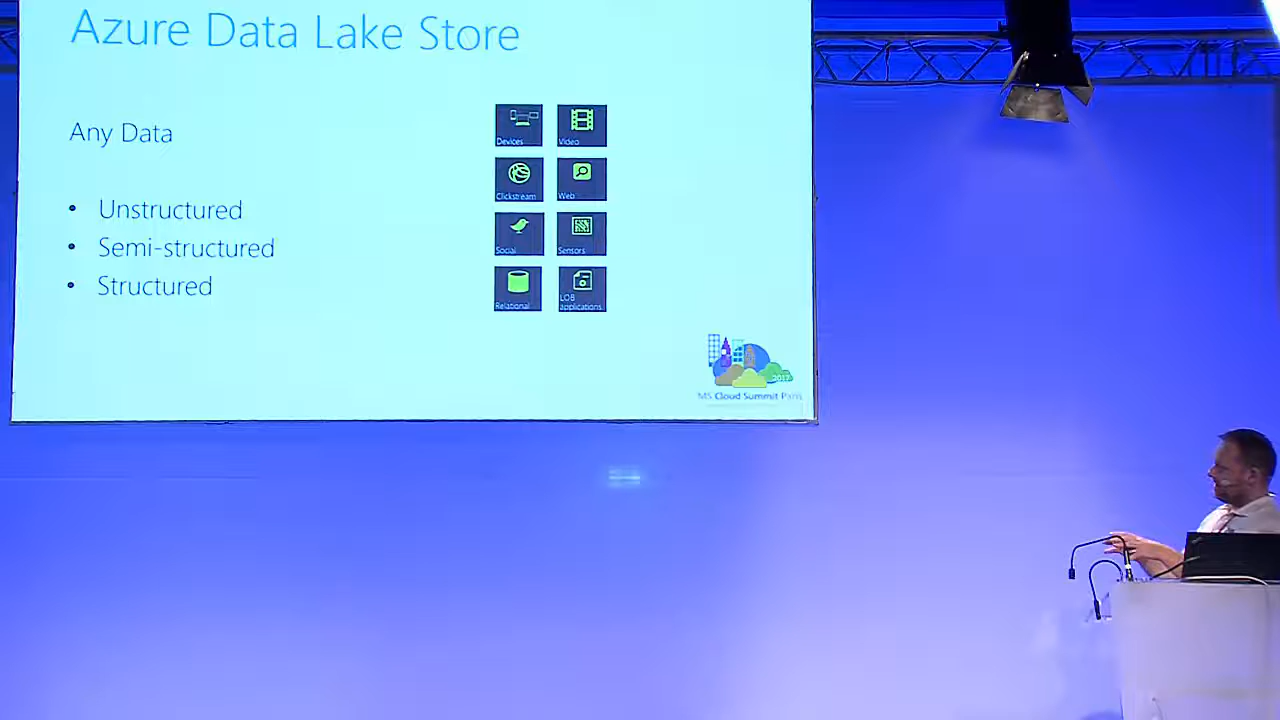 Azure Data Lake Store
Any Data
• Unstructured
• Semi-structured
• Structured
Devices
Video
Clickstream
Web
Social
Sensors
Relational
LOB
applications
2017
MS Cloud Summit Paris